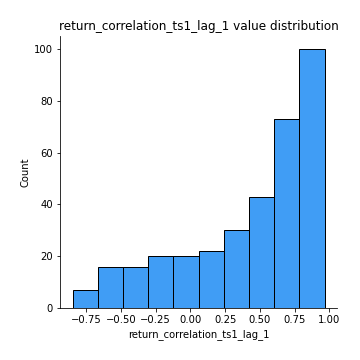 return_correlation_ts1_lag_1 value distribution
100
80
60
40
20
0
Count
−0.75 −0.50 −0.25 0.00 0.25 0.50 0.75 1.00
return_correlation_ts1_lag_1